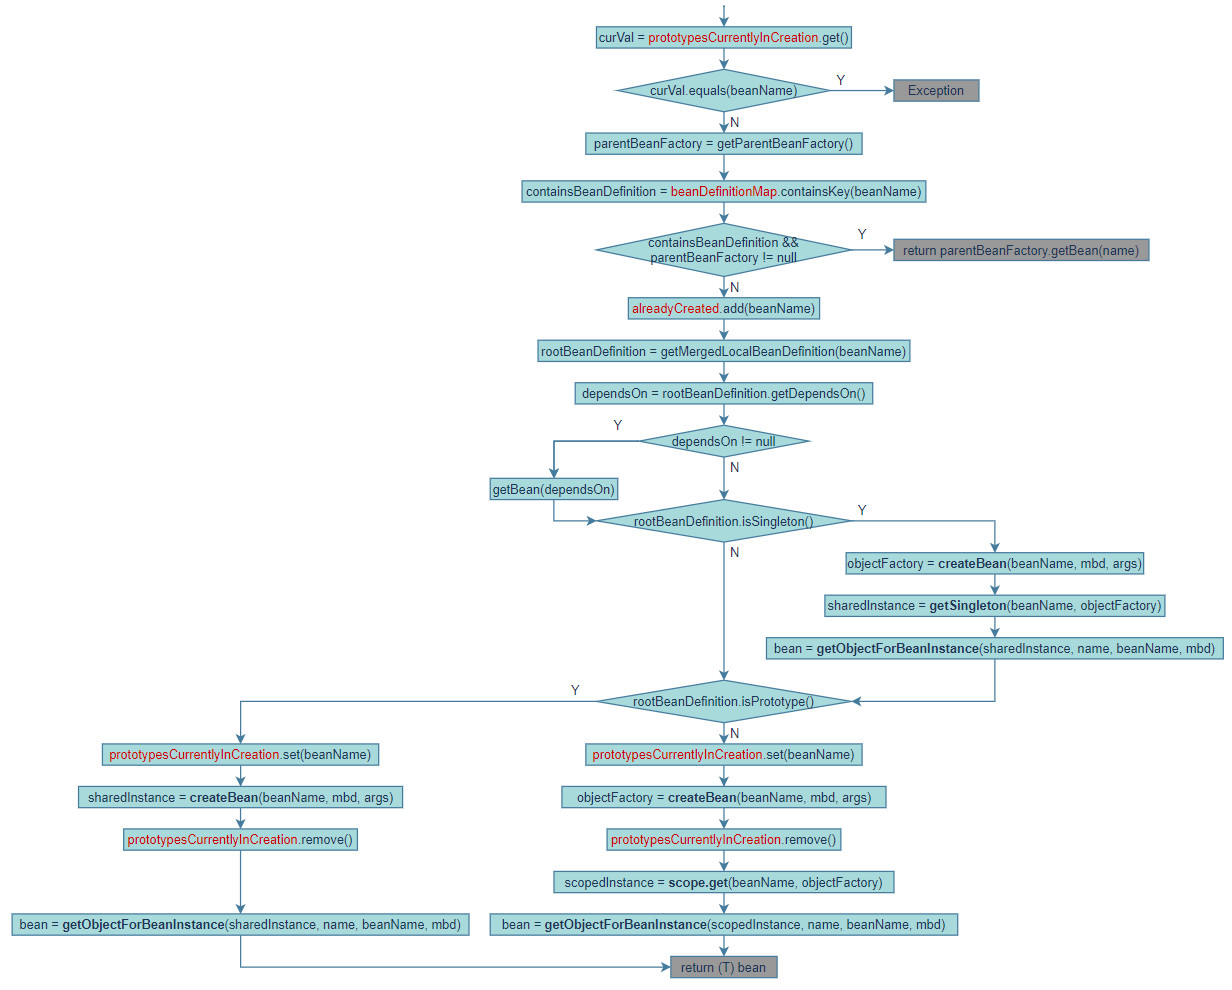 curVal = prototypesCurrentlyInCreation.get()
curVal.equals(beanName)
Y
Exception
N
parentBeanFactory = getParentBeanFactory()
containsBeanDefinition = beanDefinitionMap.containsKey(beanName)
containsBeanDefinition &&
parentBeanFactory != null
Y
return parentBeanFactory.getBean(name)
N
alreadyCreated.add(beanName)
rootBeanDefinition = getMergedLocalBeanDefinition(beanName)
dependsOn = rootBeanDefinition.getDependsOn()
Y
dependsOn != null
N
getBean(dependsOn)
rootBeanDefinition.isSingleton()
Y
N
objectFactory = createBean(beanName, mbd, args)
sharedInstance = getSingleton(beanName, objectFactory)
bean = getObjectForBeanInstance(sharedInstance, name, beanName, mbd)
Y
rootBeanDefinition.isPrototype()
N
prototypesCurrentlyInCreation.set(beanName)
sharedInstance = createBean(beanName, mbd, args)
prototypesCurrentlyInCreation.remove()
bean = getObjectForBeanInstance(sharedInstance, name, beanName, mbd)
prototypesCurrentlyInCreation.set(beanName)
objectFactory = createBean(beanName, mbd, args)
prototypesCurrentlyInCreation.remove()
scopedInstance = scope.get(beanName, objectFactory)
bean = getObjectForBeanInstance(scopedInstance, name, beanName, mbd)
return (T) bean